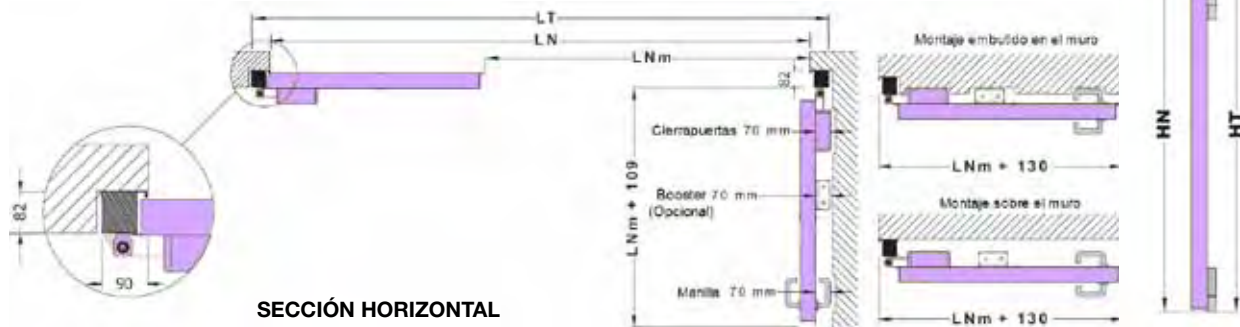 LT
LN
LNm
82
82
90
SECCIÓN HORIZONTAL
LNm + 109
Cierrapuertas 70 mm
Booster 70 mm
(Opcional)
Manilla 70 mm
Montaje embutido en el muro
LNm + 130
Montaje sobre el muro
LNm + 130
HN
HT